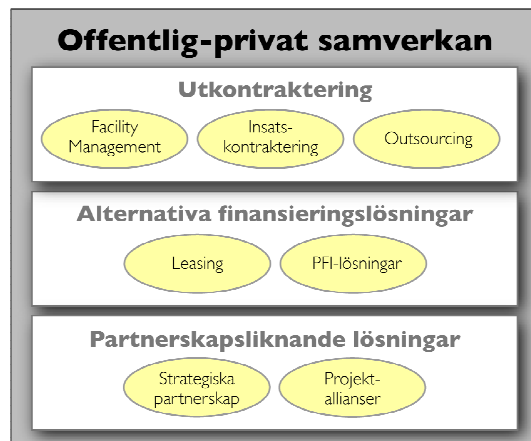 Offentlig-privat samverkan
Utkontraktering
Facility
Management
Insats-
kontraktering
Outsourcing
Alternativa finansieringslösningar
Leasing
PFI-lösningar
Partnerskapsliknande lösningar
Strategiska
partnerskap
Projekt-
allianser